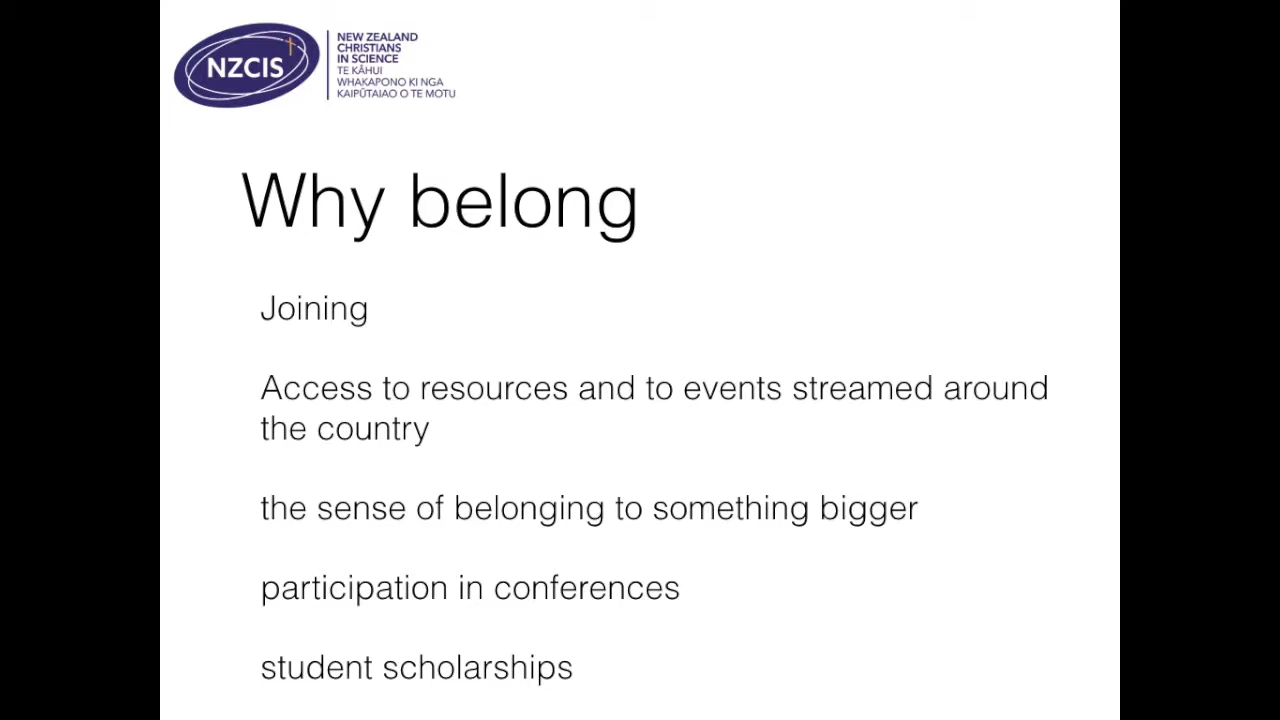 NZCIS
NEW ZEALAND
CHRISTIANS
IN SCIENCE
TE KĀHUI
WHAKAPONO KI NGA
KAIPŪTAIAO O TE MOTU
Why belong
Joining
Access to resources and to events streamed around
the country
the sense of belonging to something bigger
participation in conferences
student scholarships